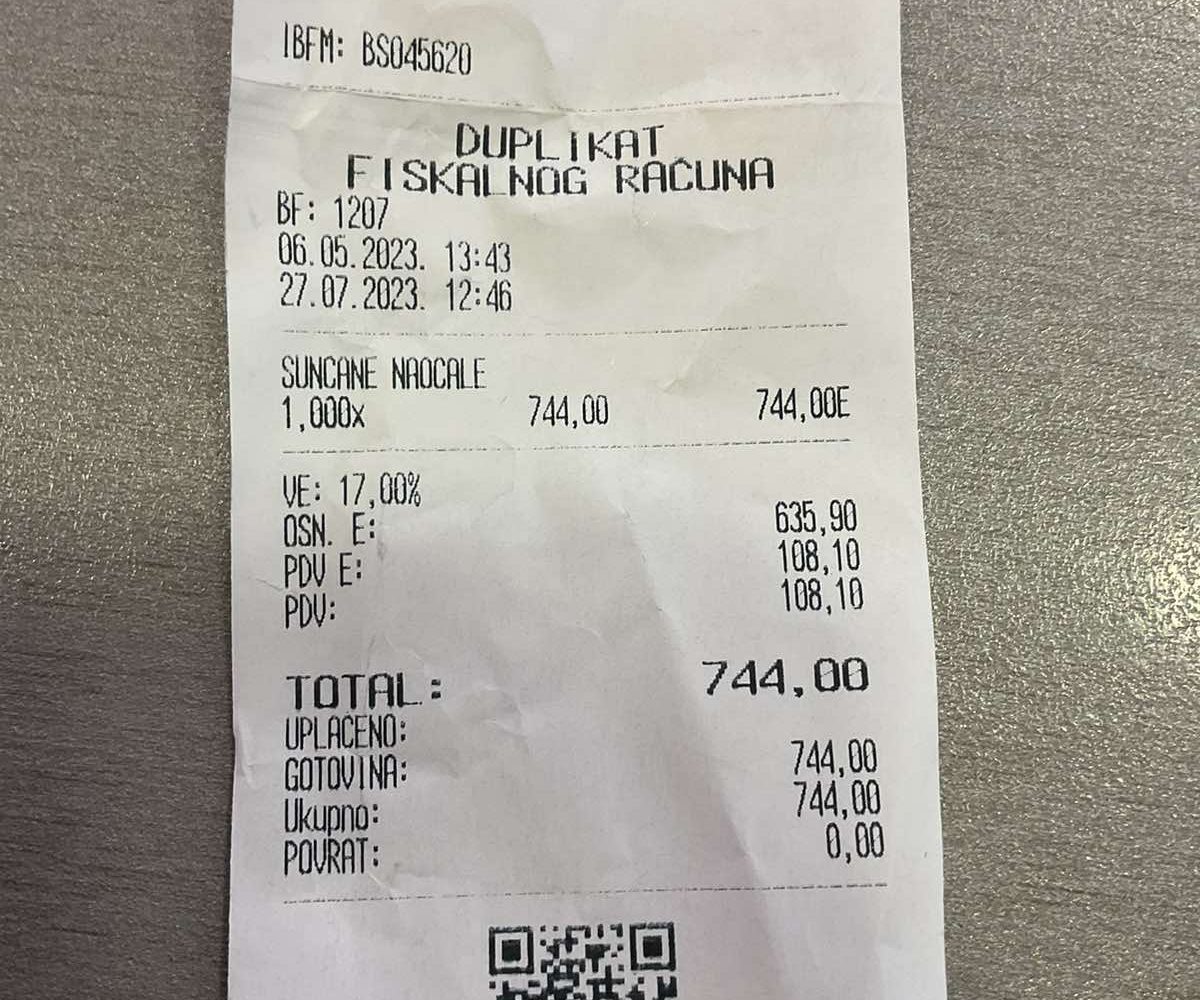 IBFM: BS045620
DUPLIKAT
FISKALNOG RAČUNA
BF: 1207
06.05.2023. 13:43
27.07.2023. 12:46
SUNCANE NAOCALE
1,000x 744,00 744,00E
VE: 17,00%
OSN. E: 635,90
PDV E: 108,10
PDV: 108,10
TOTAL: 744,00
UPLAĆENO:
GOTOVINA: 744,00
Ukupno: 744,00
POVRAT: 0,00